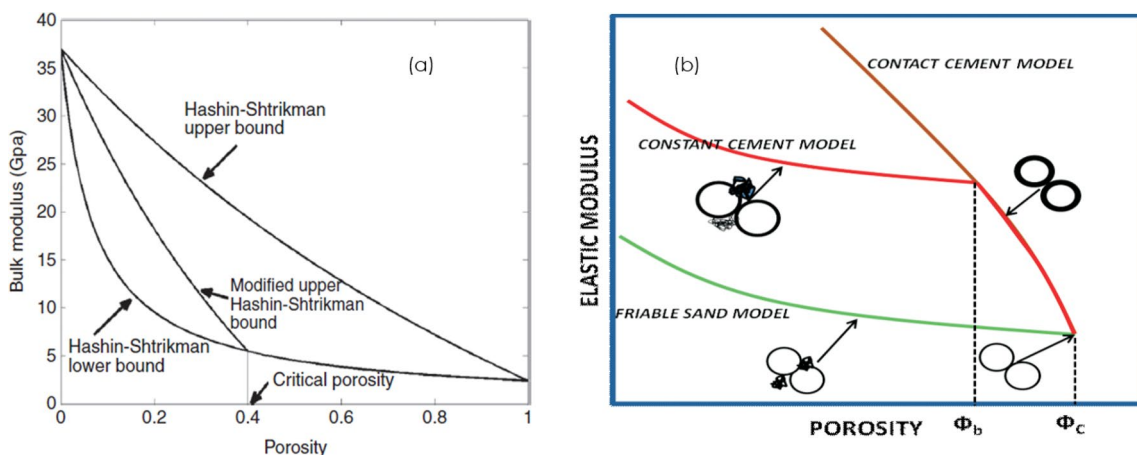 (a)
Bulk modulus (Gpa)
40
35
30
25
20
15
10
5
0
Hashin-Shtrikman
upper bound
Modified upper
Hashin-Shtrikman
bound
Hashin-Shtrikman
lower bound
Critical porosity
0
0.2
0.4
0.6
0.8
1
Porosity
(b)
ELASTIC MODULUS
CONTACT CEMENT MODEL
CONSTANT CEMENT MODEL
FRIABLE SAND MODEL
POROSITY
Φb
Φc